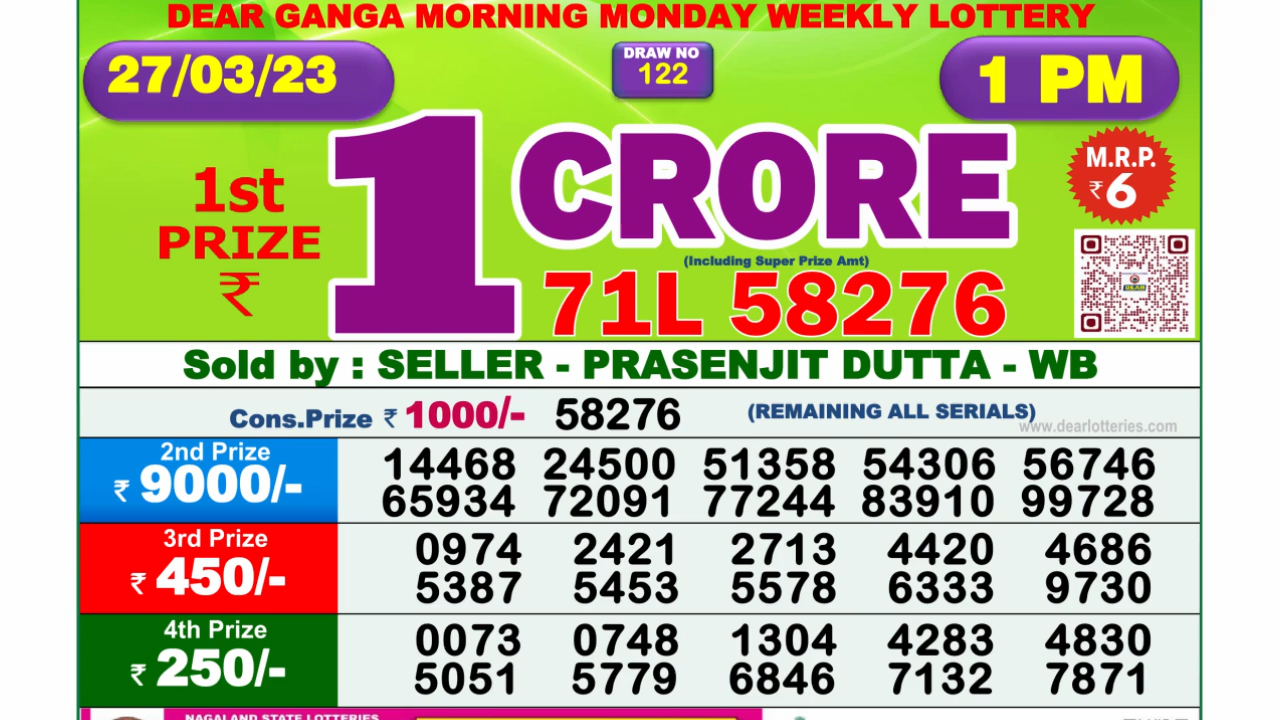 DEAR GANGA MORNING MONDAY WEEKLY LOTTERY
27/03/23
DRAW NO
122
1 PM
1st
PRIZE
₹
1 CRORE
(Including Super Prize Amt)
71L 58276
M.R.P.
₹6
Sold by : SELLER - PRASENJIT DUTTA - WB
Cons.Prize ₹ 1000/- 58276 (REMAINING ALL SERIALS)
www.dearlotteries.com
2nd Prize
₹ 9000/-
14468 24500 51358 54306 56746
65934 72091 77244 83910 99728
3rd Prize
₹ 450/-
0974 2421 2713 4420 4686
5387 5453 5578 6333 9730
4th Prize
₹ 250/-
0073 0748 1304 4283 4830
5051 5779 6846 7132 7871
NAGALAND STATE LOTTERIES